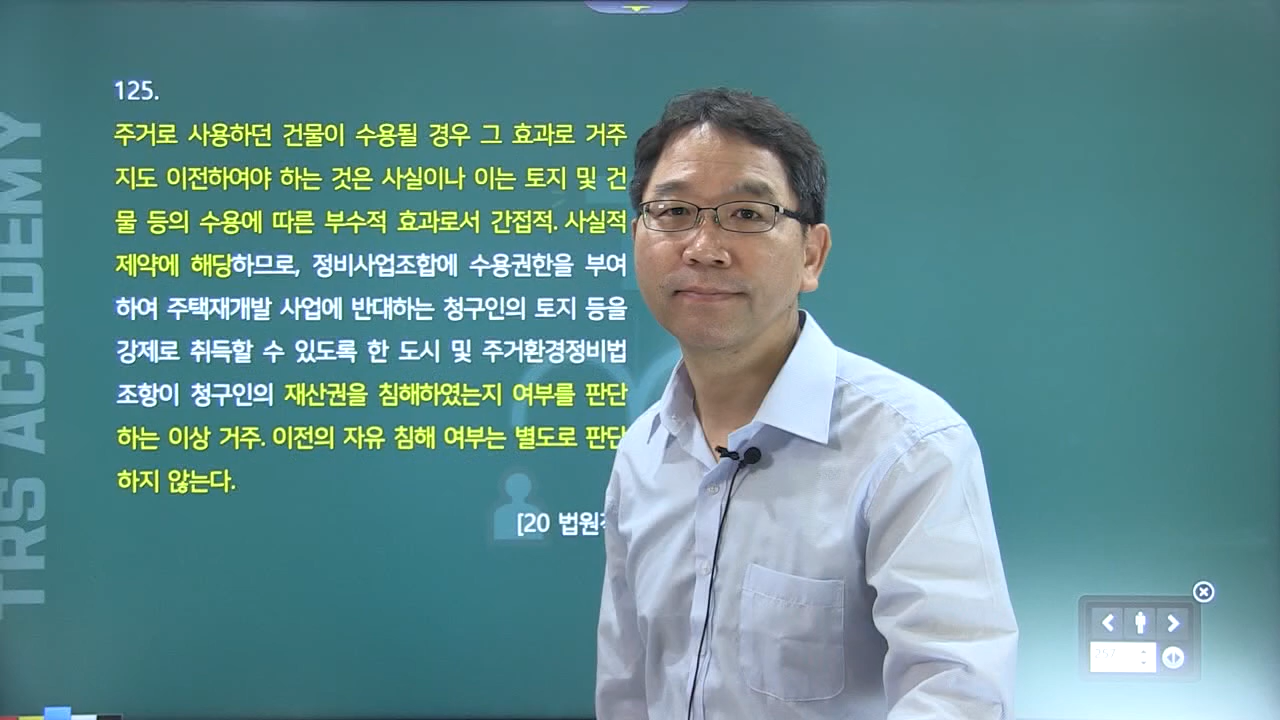 125.
주거로 사용하던 건물이 수용될 경우 그 효과로 거주
지도 이전하여야 하는 것은 사실이나 이는 토지 및 건
물 등의 수용에 따른 부수적 효과로서 간접적. 사실적
제약에 해당하므로, 정비사업조합에 수용권한을 부여
하여 주택재개발 사업에 반대하는 청구인의 토지 등을
강제로 취득할 수 있도록 한 도시 및 주거환경정비법
조항이 청구인의 재산권을 침해하였는지 여부를 판단
하는 이상 거주. 이전의 자유 침해 여부는 별도로 판단
하지 않는다.
[20 법원
TRS ACADEMY